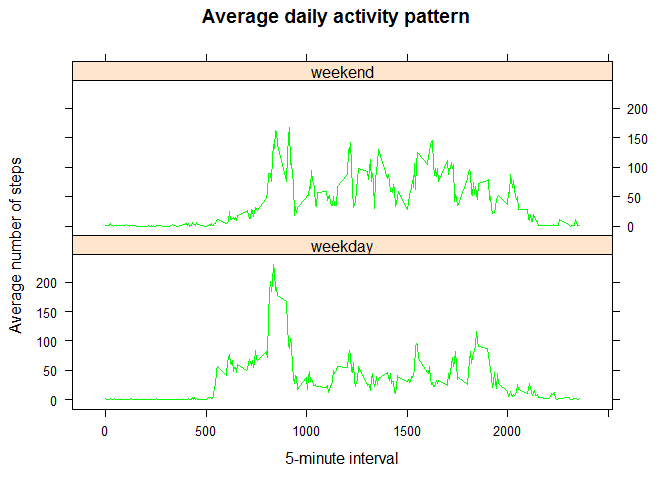 Average daily activity pattern
weekend
200
150
100
50
0
weekday
200
150
100
50
0
Average number of steps
0 500 1000 1500 2000
5-minute interval